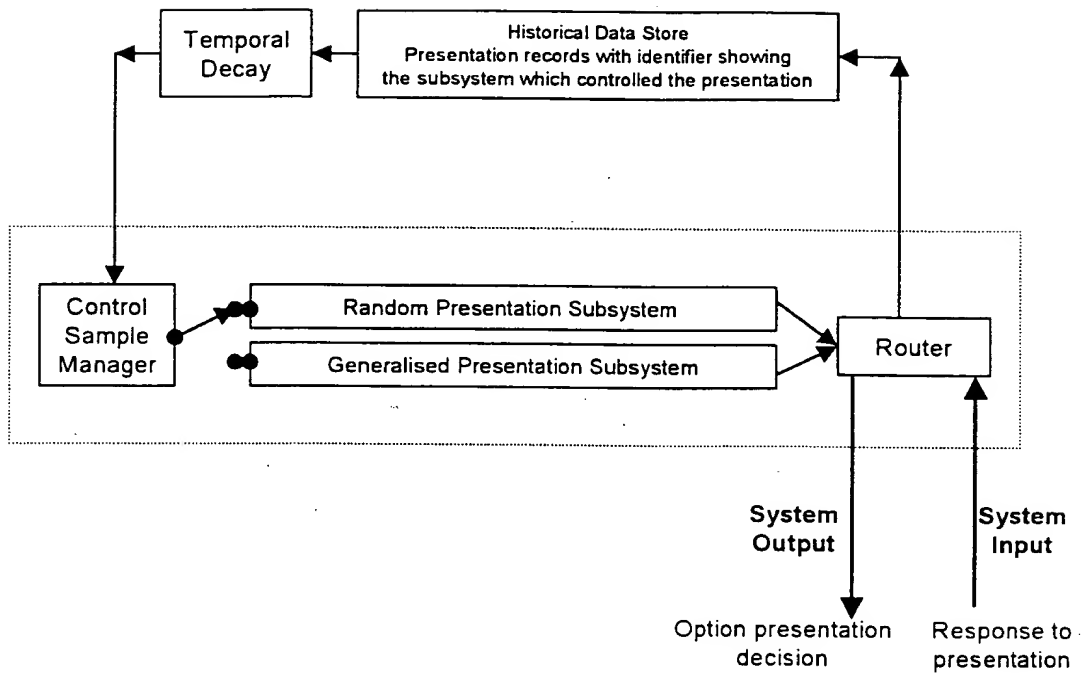 Temporal
Decay
Historical Data Store
Presentation records with identifier showing
the subsystem which controlled the presentation
Control
Sample
Manager
Random Presentation Subsystem
Generalised Presentation Subsystem
Router
System
Output
System
Input
Option presentation
decision
Response to
presentation